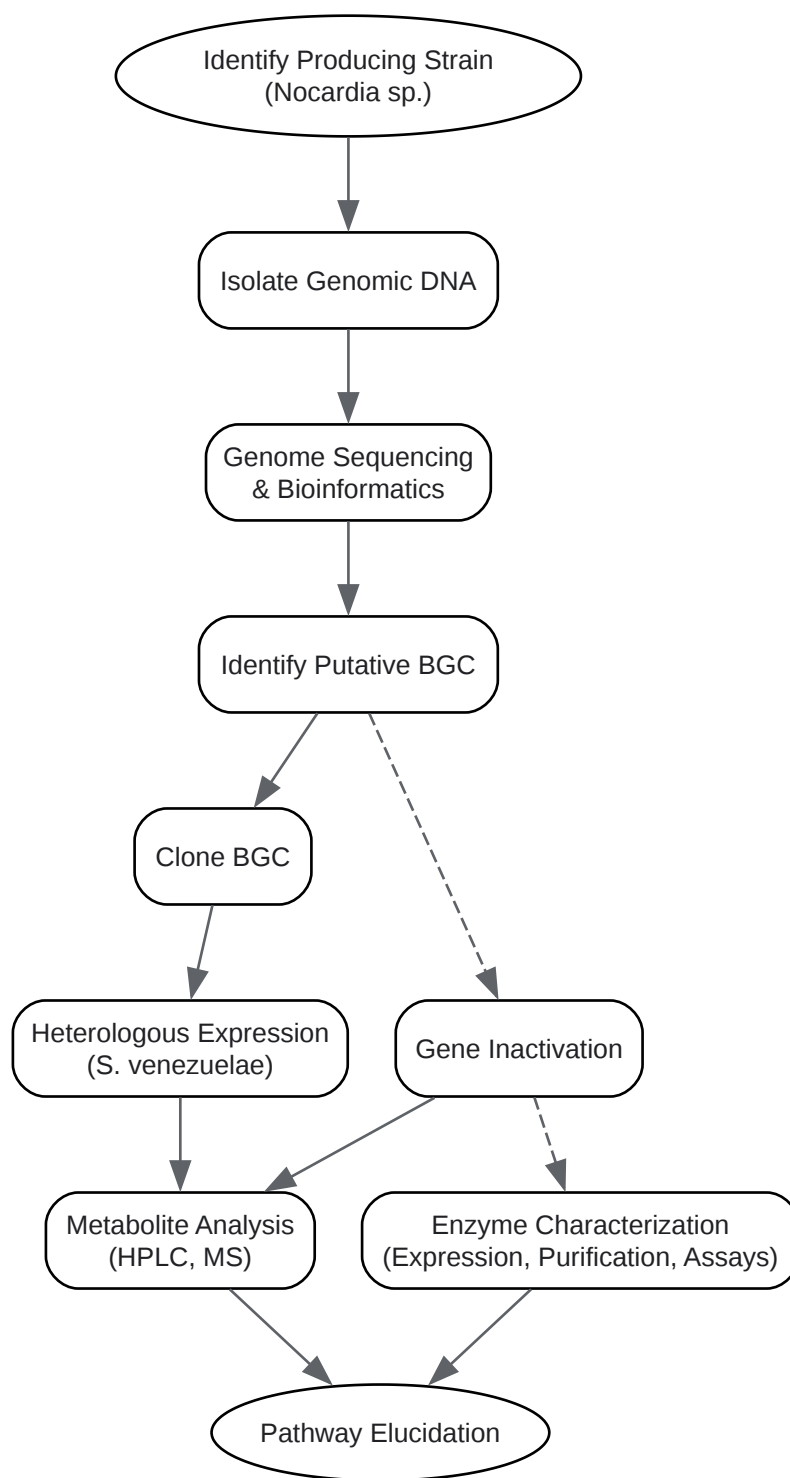 Identify Producing Strain
(Nocardia sp.)
Isolate Genomic DNA
Genome Sequencing
& Bioinformatics
Identify Putative BGC
Clone BGC
Heterologous Expression
(S. venezuelae)
Gene Inactivation
Metabolite Analysis
(HPLC, MS)
Enzyme Characterization
(Expression, Purification, Assays)
Pathway Elucidation